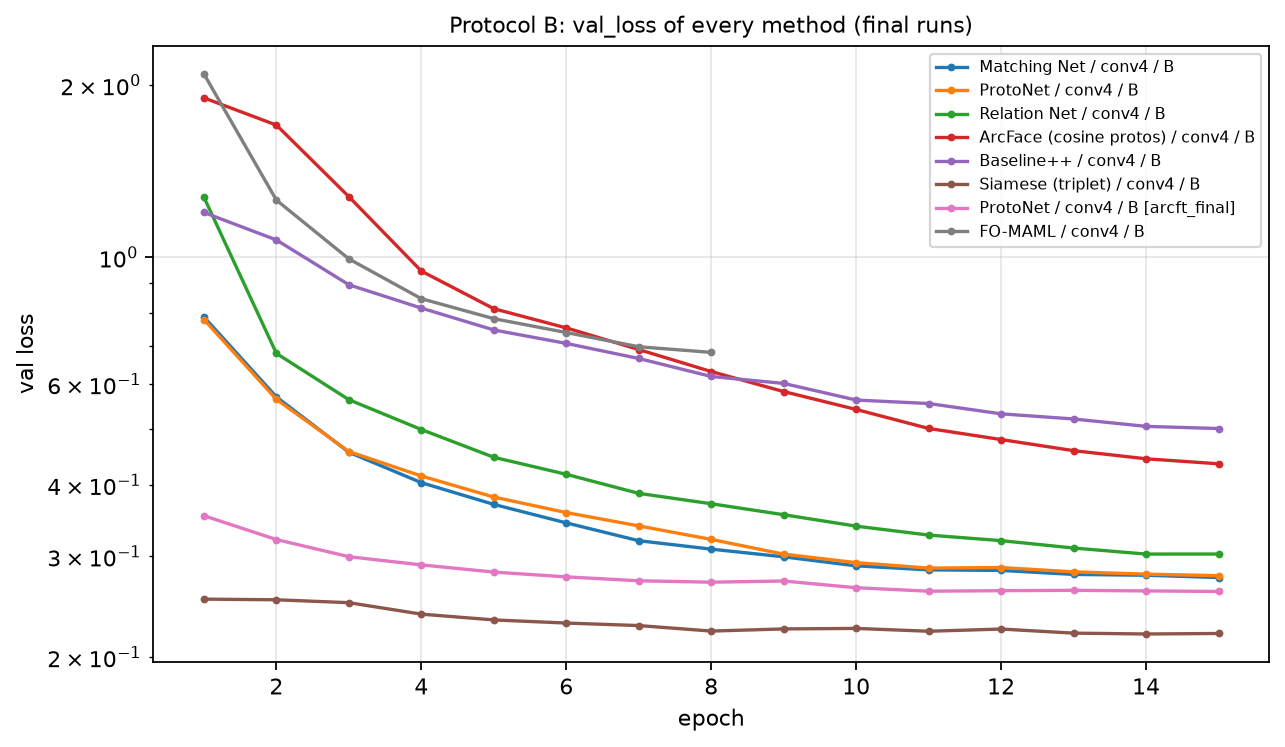 Protocol B: val_loss of every method (final runs)
Matching Net / conv4 / B
ProtoNet / conv4 / B
Relation Net / conv4 / B
ArcFace (cosine protos) / conv4 / B
Baseline++ / conv4 / B
Siamese (triplet) / conv4 / B
ProtoNet / conv4 / B [arcft_final]
FO-MAML / conv4 / B
val loss
2 × 10⁰
10⁰
6 × 10⁻¹
4 × 10⁻¹
3 × 10⁻¹
2 × 10⁻¹
2 4 6 8 10 12 14
epoch